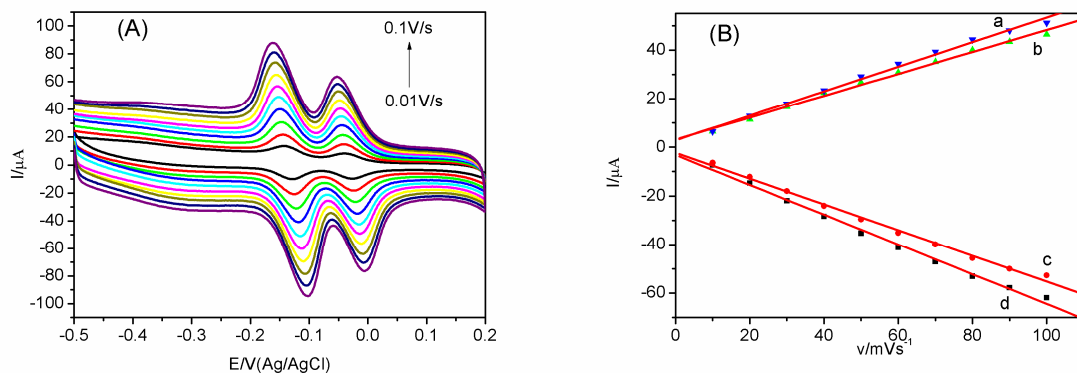 (A)
0.1V/s
0.01V/s
100
80
60
40
20
0
-20
-40
-60
-80
-100
I/μA
-0.5 -0.4 -0.3 -0.2 -0.1 0.0 0.1 0.2
E/V(Ag/AgCl)
(B)
a
b
c
d
40
20
0
-20
-40
-60
I/μA
0 20 40 60 80 100
v/mVs⁻¹